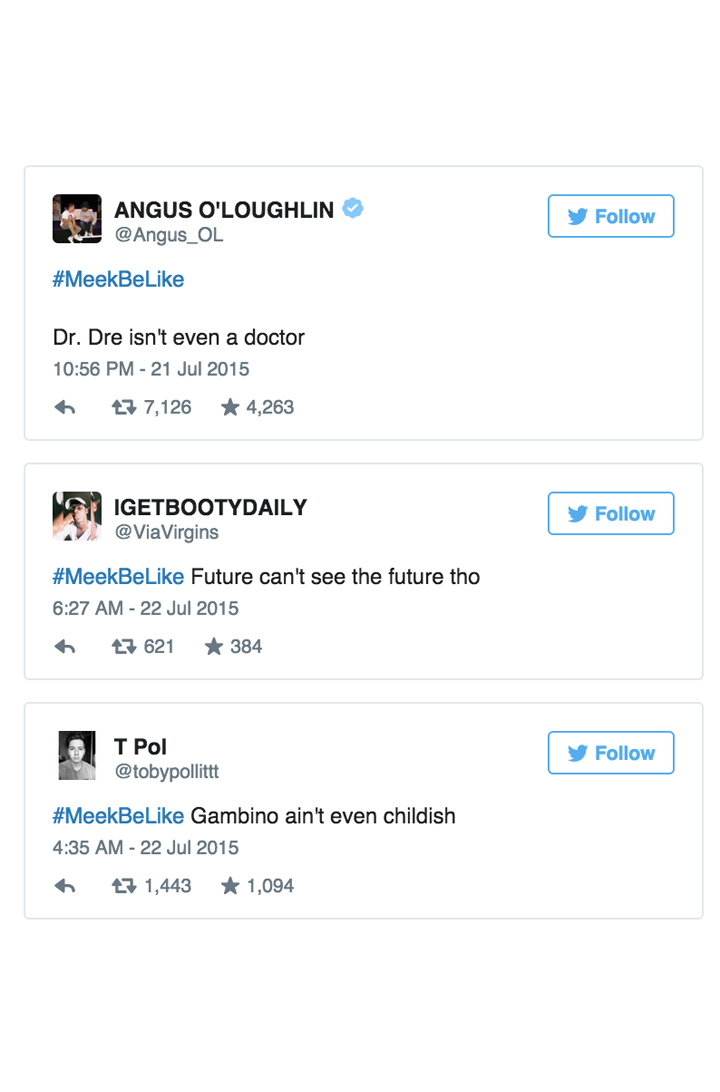 ANGUS O'LOUGHLIN
Follow
@Angus_OL
#MeekBeLike
Dr. Dre isn't even a doctor
10:56 PM - 21 Jul 2015
7,126 4,263
IGETBOOTYDAILY
Follow
@ViaVirgins
#MeekBeLike Future can't see the future tho
6:27 AM - 22 Jul 2015
621 384
T Pol
Follow
@tobypollittt
#MeekBeLike Gambino ain't even childish
4:35 AM - 22 Jul 2015
1,443 1,094